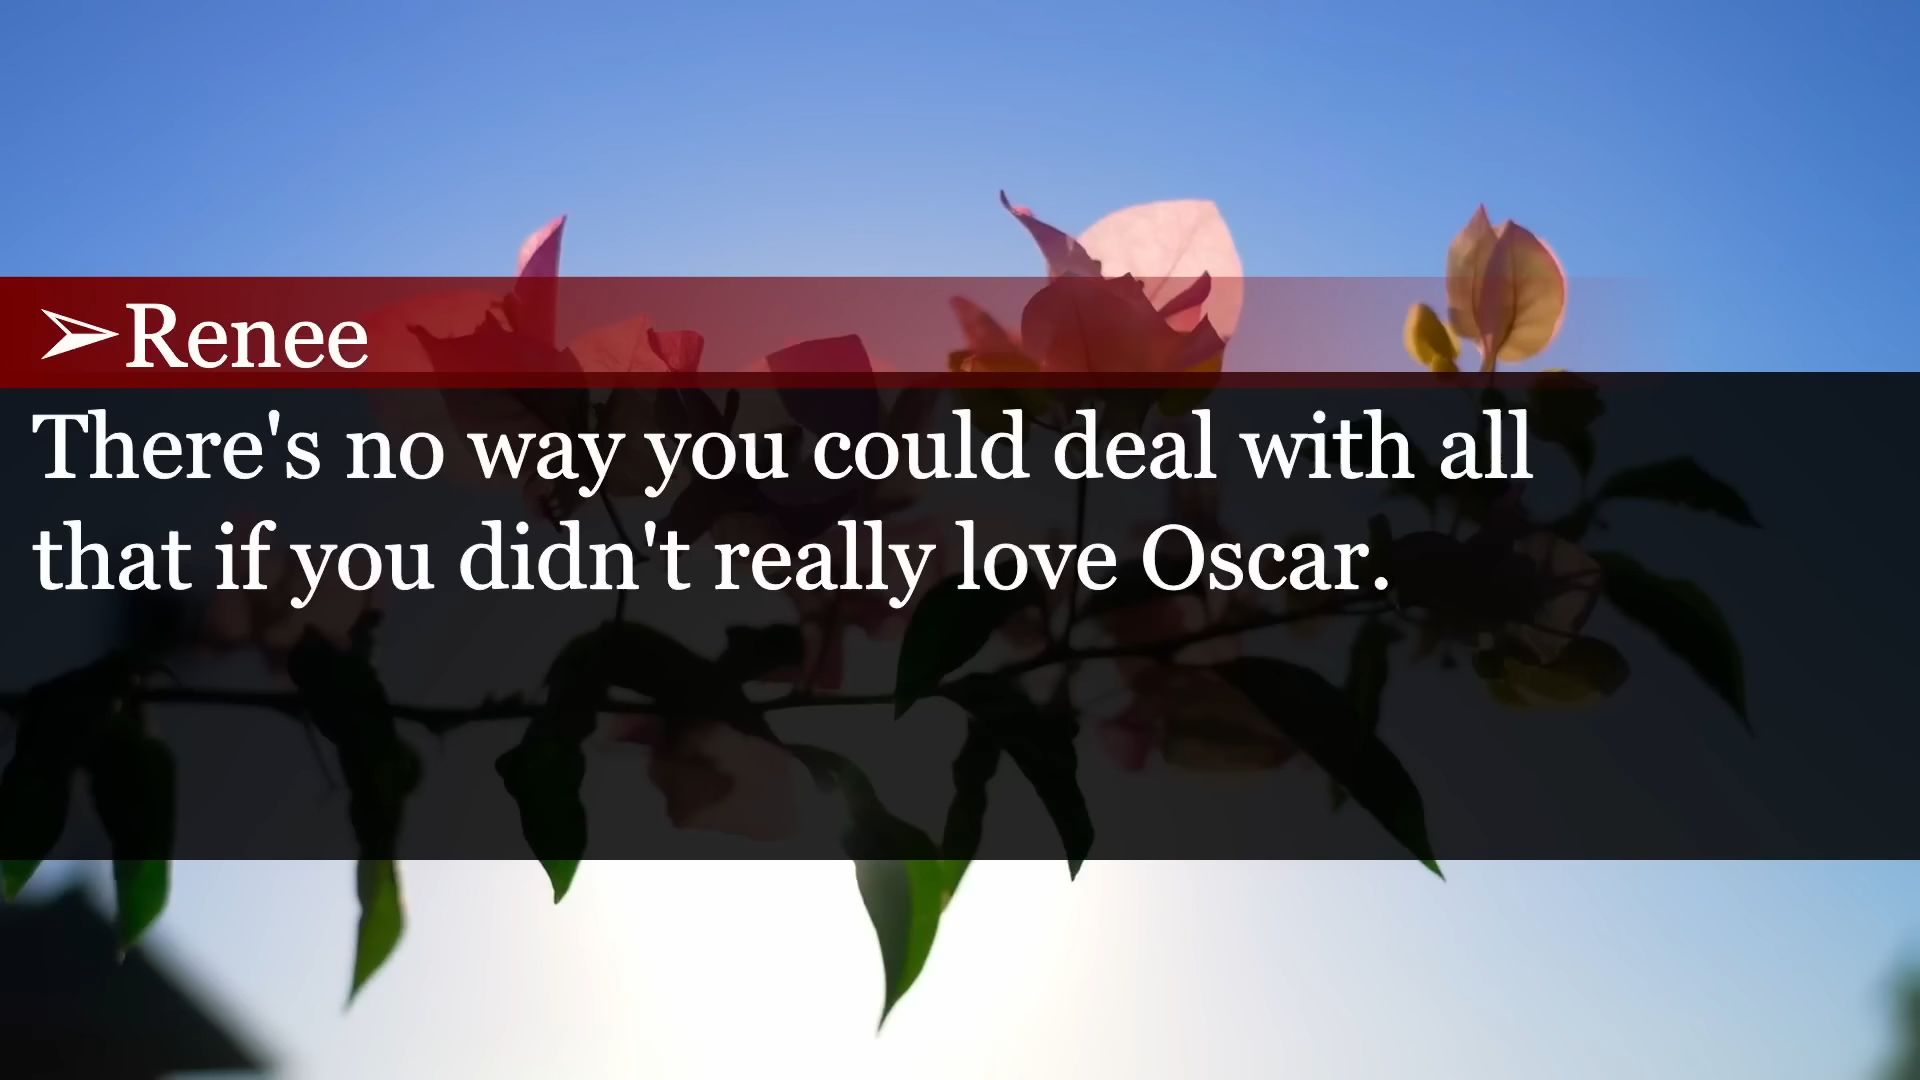 ➢Renee
There's no way you could deal with all
that if you didn't really love Oscar.